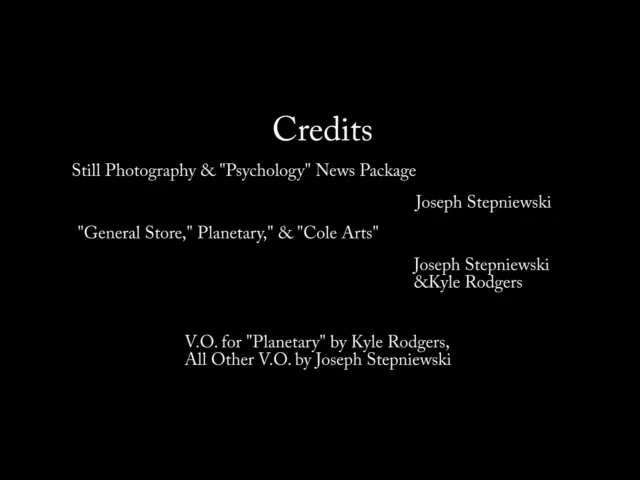 Credits
Still Photography & "Psychology" News Package
Joseph Stepniewski
"General Store," Planetary," & "Cole Arts"
Joseph Stepniewski
&Kyle Rodgers
V.O. for "Planetary" by Kyle Rodgers,
All Other V.O. by Joseph Stepniewski